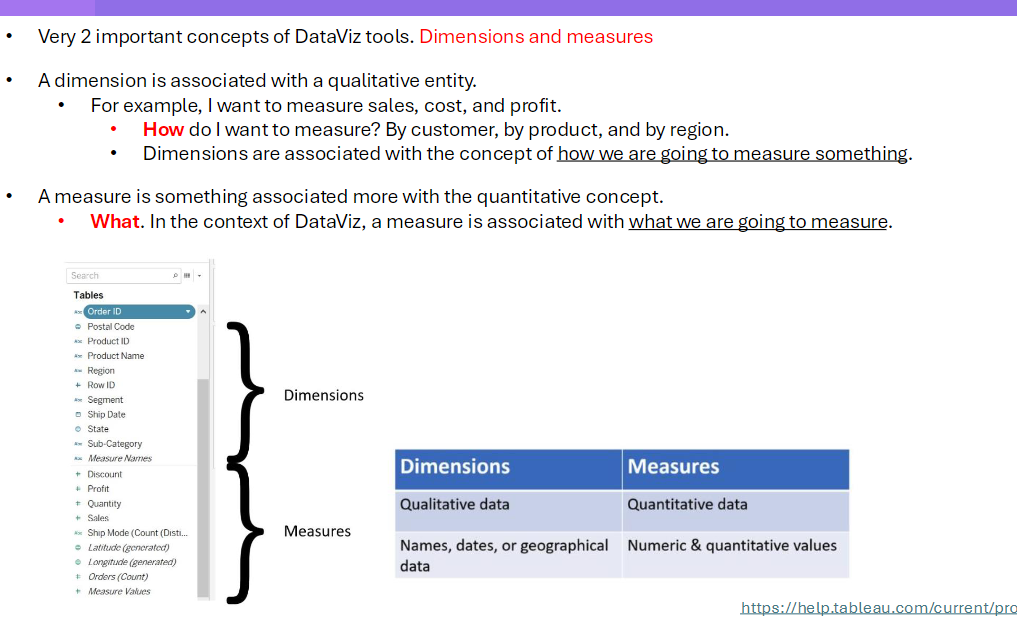 Very 2 important concepts of DataViz tools. Dimensions and measures
A dimension is associated with a qualitative entity.
For example, I want to measure sales, cost, and profit.
How do I want to measure? By customer, by product, and by region.
Dimensions are associated with the concept of how we are going to measure something.
A measure is something associated more with the quantitative concept.
What. In the context of DataViz, a measure is associated with what we are going to measure.
Search
Tables
Abc Order ID
Postal Code
Abc Product ID
Abc Product Name
Abc Region
# Row ID
Abc Segment
Ship Date
State
Abc Sub-Category
Abc Measure Names
# Discount
# Profit
# Quantity
# Sales
Ship Mode (Count (Disti...
Latitude (generated)
Longitude (generated)
# Orders (Count)
# Measure Values
Dimensions
Measures
Dimensions Measures
Qualitative data Quantitative data
Names, dates, or geographical Numeric & quantitative values
data
https://help.tableau.com/current/pro